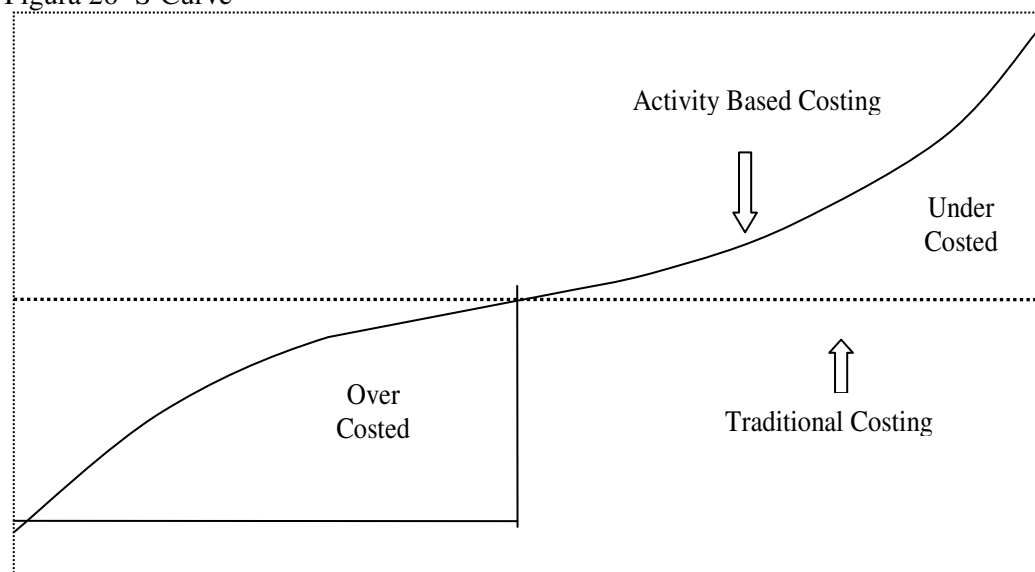 Figura 26 S-Curve
Activity Based Costing
Under
Costed
Over
Costed
Traditional Costing